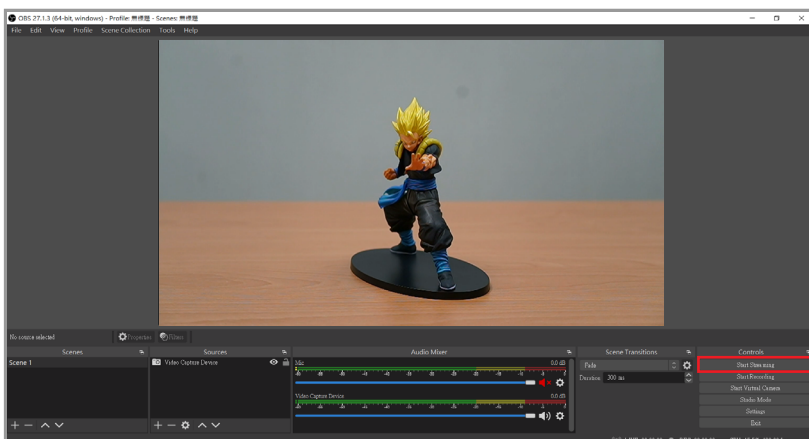 OBS 27.1.3 (64-bit, windows) - Profile: 無標題 - Scenes: 無標題
File Edit View Profile Scene Collection Tools Help
No source selected Properties Filters
Scenes Sources Audio Mixer Scene Transitions Controls
Scene 1 Video Capture Device Mic 0.0 dB Fade Start Streaming
Duration 300 ms Start Recording
Start Virtual Camera
Video Capture Device 0.0 dB Studio Mode
Settings
Exit